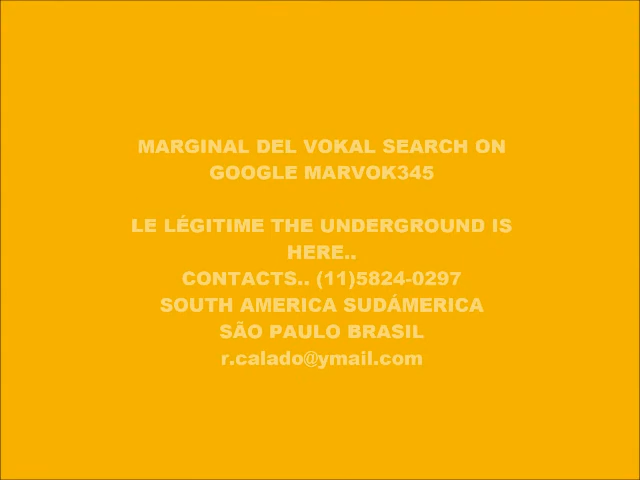 MARGINAL DEL VOKAL SEARCH ON
GOOGLE MARVOK345
LE LÉGITIME THE UNDERGROUND IS
HERE..
CONTACTS.. (11)5824-0297
SOUTH AMERICA SUDÁMERICA
SÃO PAULO BRASIL
r.calado@ymail.com